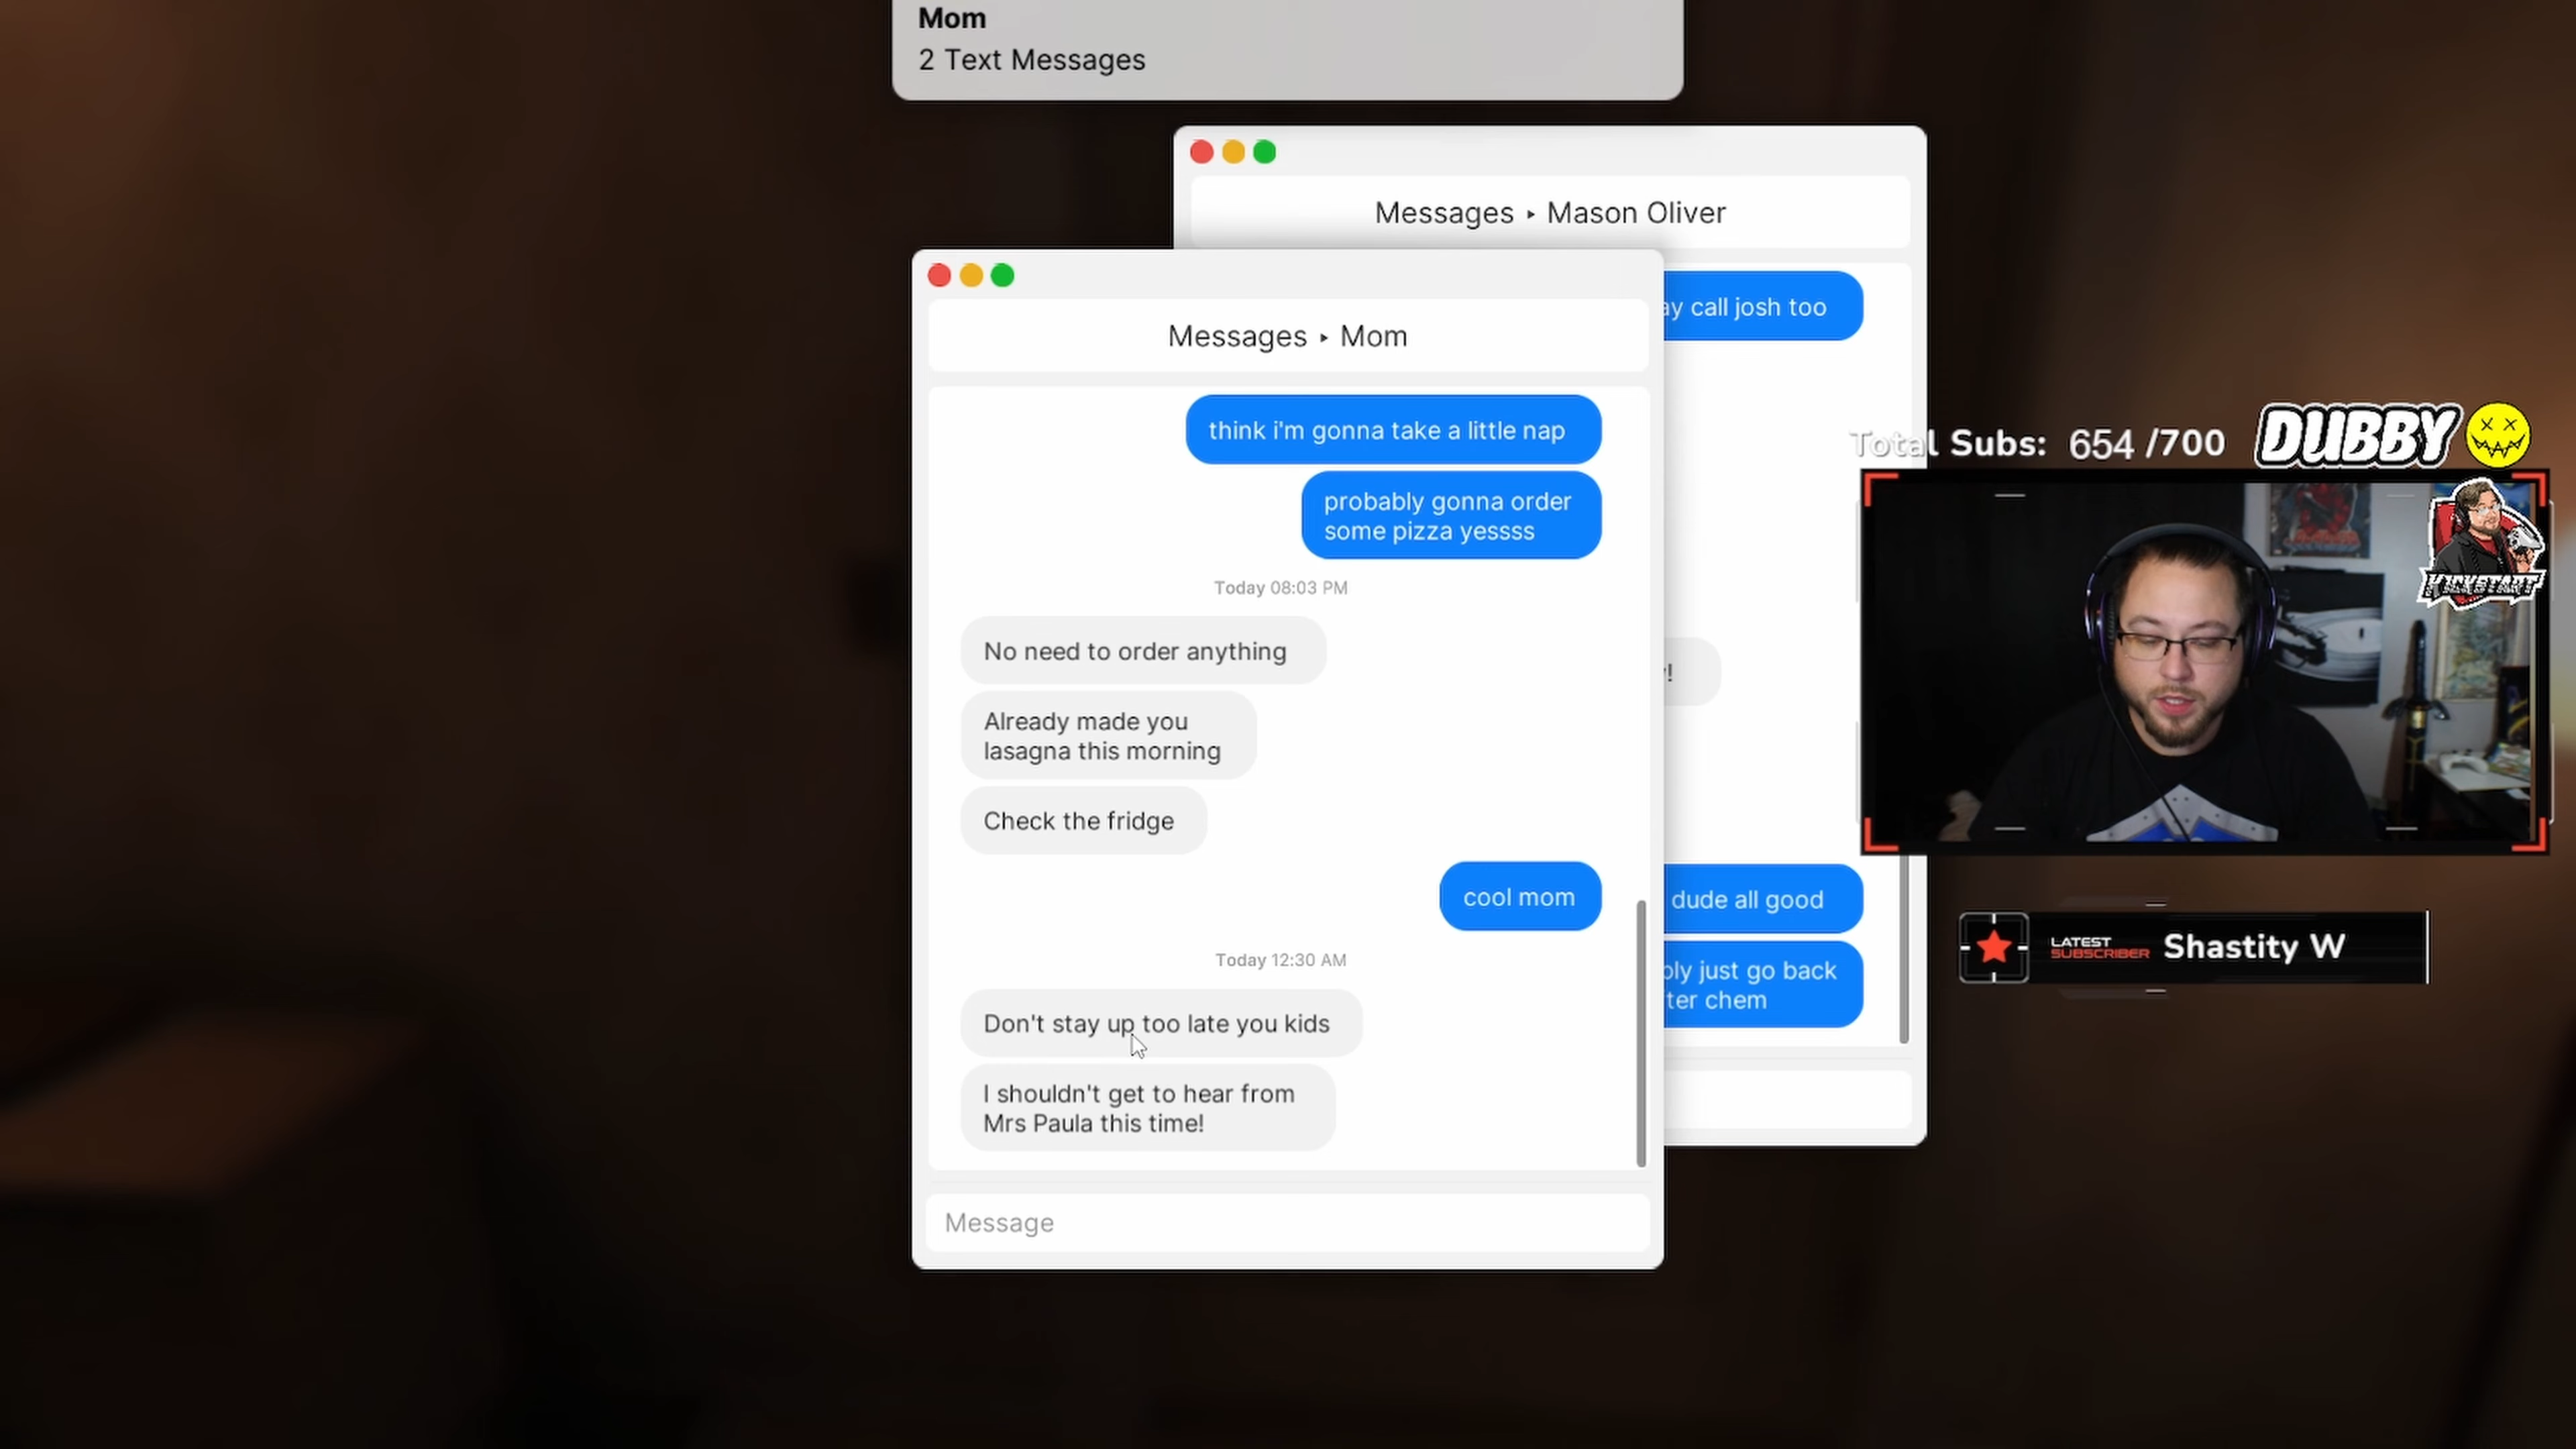 Mom
2 Text Messages
Messages ▸ Mason Oliver
call josh too
Messages ▸ Mom
think i'm gonna take a little nap
probably gonna order
some pizza yessss
Today 08:03 PM
No need to order anything
Already made you
lasagna this morning
Check the fridge
cool mom
dude all good
just go back
chem
Today 12:30 AM
Don't stay up too late you kids
I shouldn't get to hear from
Mrs Paula this time!
Message
Total Subs: 654 /700
DUBBY
KICKSTART
LATEST
SUBSCRIBER
Shastity W